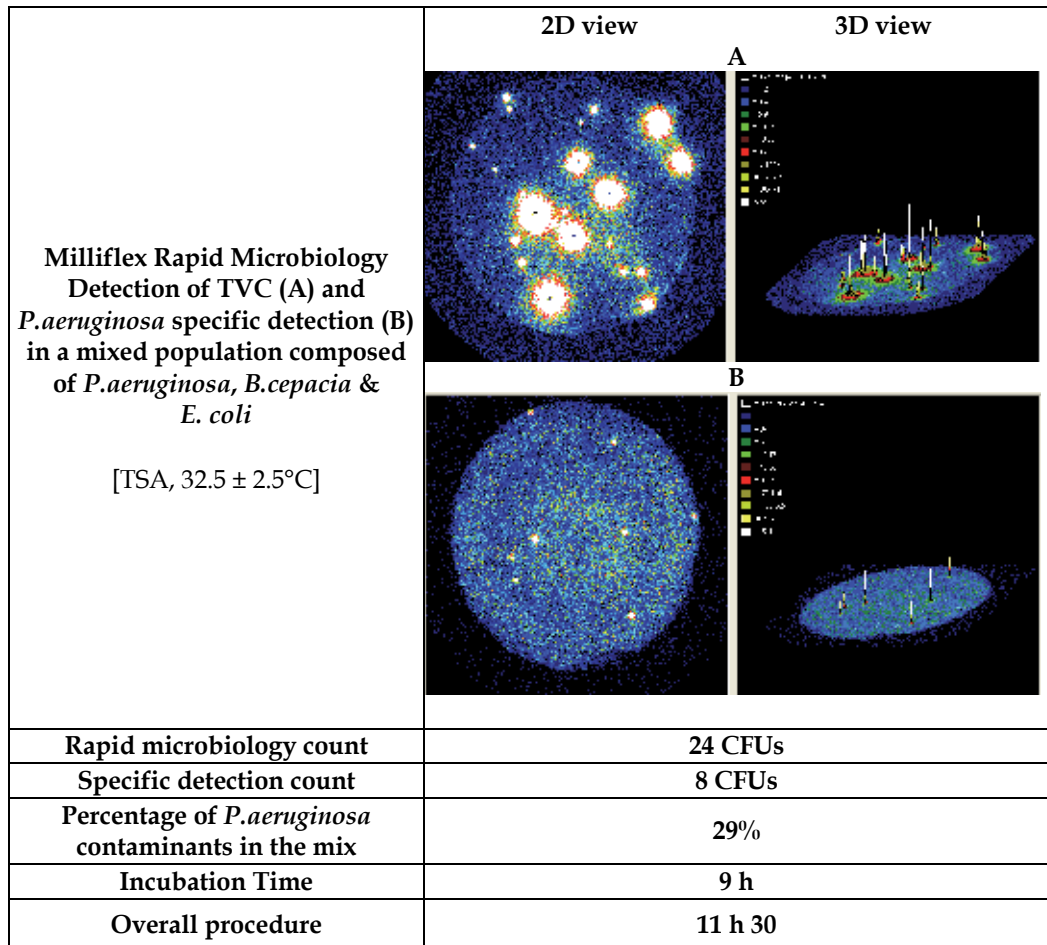 2D view 3D view
A
Milliflex Rapid Microbiology
Detection of TVC (A) and
P.aeruginosa specific detection (B)
in a mixed population composed
of P.aeruginosa, B.cepacia &
E. coli
[TSA, 32.5 ± 2.5°C]
B
Rapid microbiology count 24 CFUs
Specific detection count 8 CFUs
Percentage of P.aeruginosa
contaminants in the mix 29%
Incubation Time 9 h
Overall procedure 11 h 30